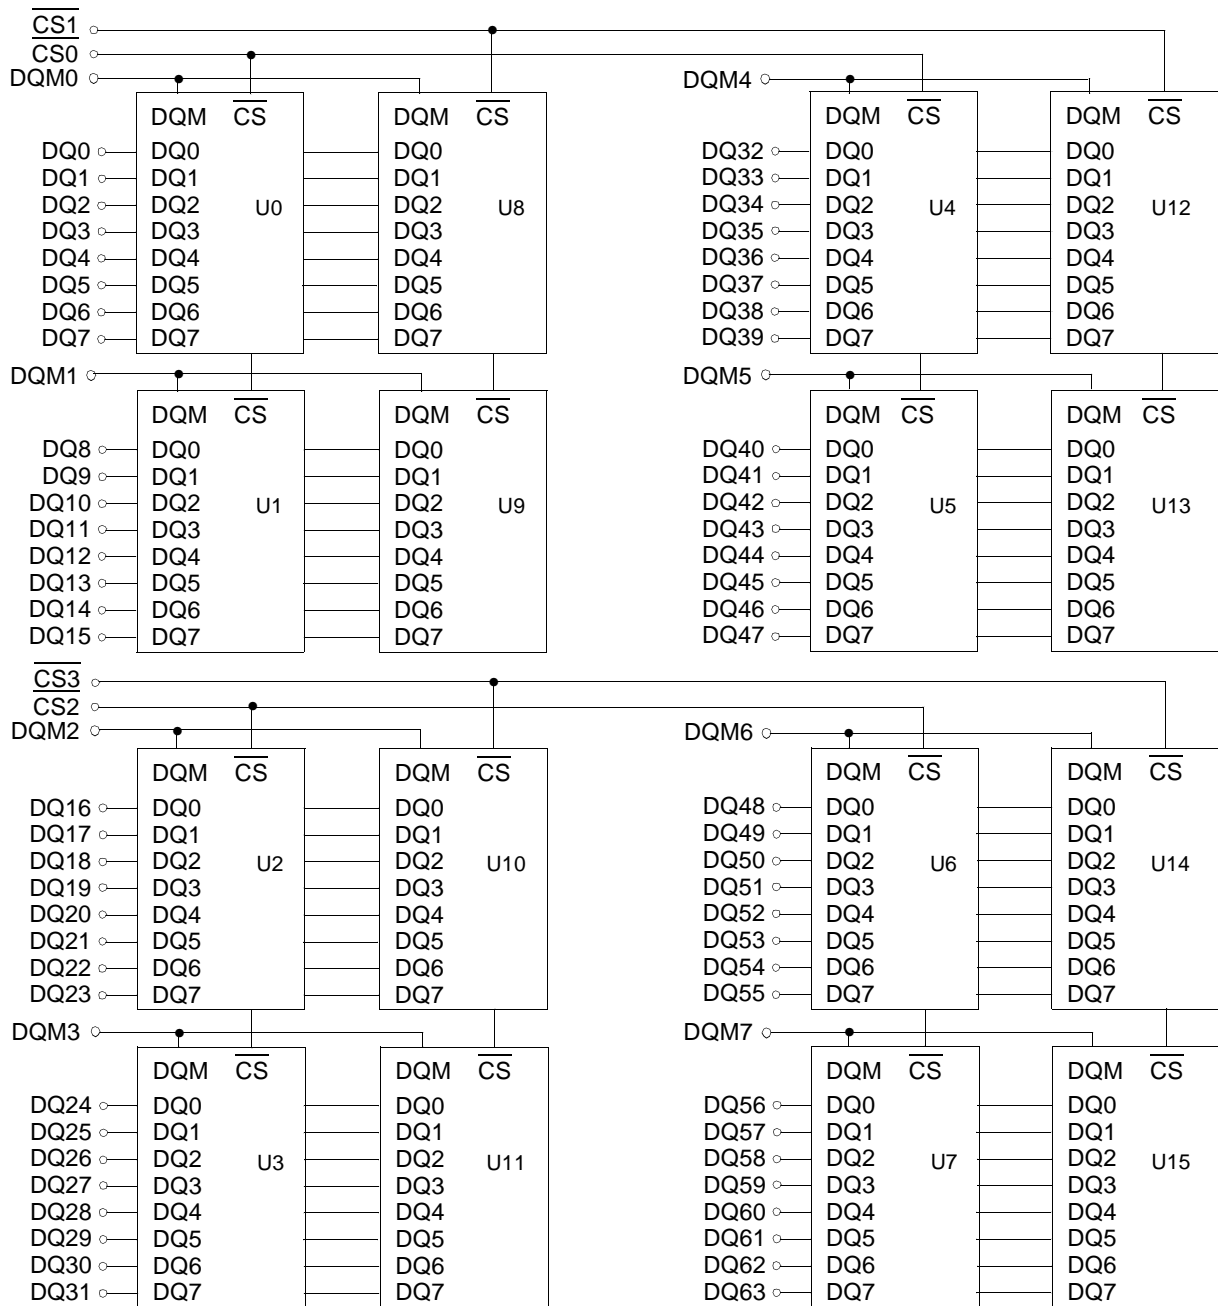 CS1
CS0
DQM0 DQM4
DQM CS DQM CS DQM CS DQM CS
DQ0 DQ0 DQ0 DQ32 DQ0 DQ0
DQ1 DQ1 DQ1 DQ33 DQ1 DQ1
DQ2 DQ2 U0 DQ2 U8 DQ34 DQ2 U4 DQ2 U12
DQ3 DQ3 DQ3 DQ35 DQ3 DQ3
DQ4 DQ4 DQ4 DQ36 DQ4 DQ4
DQ5 DQ5 DQ5 DQ37 DQ5 DQ5
DQ6 DQ6 DQ6 DQ38 DQ6 DQ6
DQ7 DQ7 DQ7 DQ39 DQ7 DQ7
DQM1 DQM5
DQM CS DQM CS DQM CS DQM CS
DQ8 DQ0 DQ0 DQ40 DQ0 DQ0
DQ9 DQ1 DQ1 DQ41 DQ1 DQ1
DQ10 DQ2 U1 DQ2 U9 DQ42 DQ2 U5 DQ2 U13
DQ11 DQ3 DQ3 DQ43 DQ3 DQ3
DQ12 DQ4 DQ4 DQ44 DQ4 DQ4
DQ13 DQ5 DQ5 DQ45 DQ5 DQ5
DQ14 DQ6 DQ6 DQ46 DQ6 DQ6
DQ15 DQ7 DQ7 DQ47 DQ7 DQ7
CS3
CS2
DQM2 DQM6
DQM CS DQM CS DQM CS DQM CS
DQ16 DQ0 DQ0 DQ48 DQ0 DQ0
DQ17 DQ1 DQ1 DQ49 DQ1 DQ1
DQ18 DQ2 U2 DQ2 U10 DQ50 DQ2 U6 DQ2 U14
DQ19 DQ3 DQ3 DQ51 DQ3 DQ3
DQ20 DQ4 DQ4 DQ52 DQ4 DQ4
DQ21 DQ5 DQ5 DQ53 DQ5 DQ5
DQ22 DQ6 DQ6 DQ54 DQ6 DQ6
DQ23 DQ7 DQ7 DQ55 DQ7 DQ7
DQM3 DQM7
DQM CS DQM CS DQM CS DQM CS
DQ24 DQ0 DQ0 DQ56 DQ0 DQ0
DQ25 DQ1 DQ1 DQ57 DQ1 DQ1
DQ26 DQ2 U3 DQ2 U11 DQ58 DQ2 U7 DQ2 U15
DQ27 DQ3 DQ3 DQ59 DQ3 DQ3
DQ28 DQ4 DQ4 DQ60 DQ4 DQ4
DQ29 DQ5 DQ5 DQ61 DQ5 DQ5
DQ30 DQ6 DQ6 DQ62 DQ6 DQ6
DQ31 DQ7 DQ7 DQ63 DQ7 DQ7